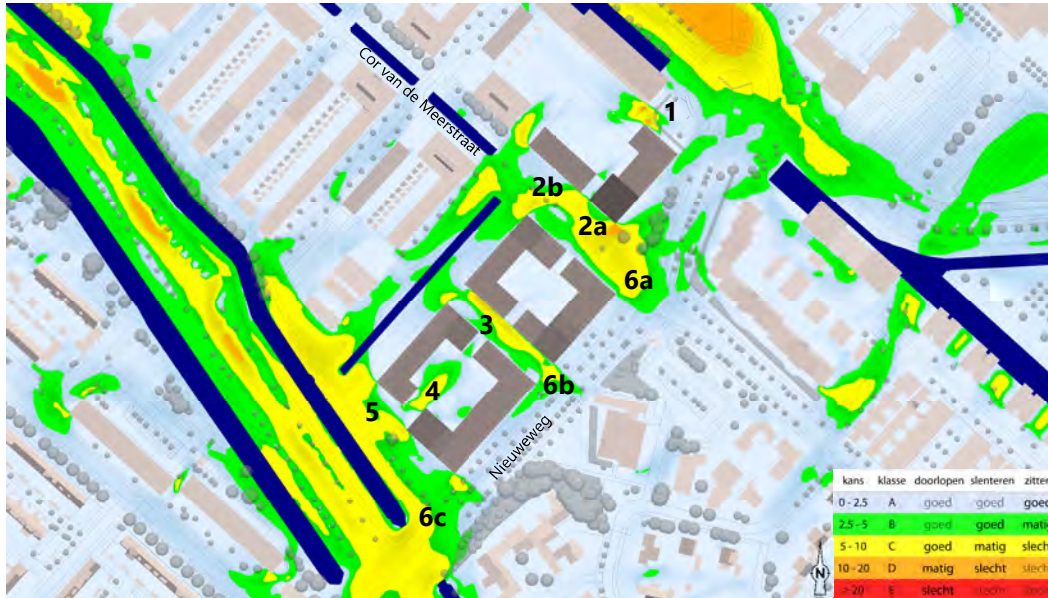 Cor van de Meerstraat
1
2b
2a
6a
3
6b
4
5
Nieuweweg
6c
kans klasse doorlopen slenteren
0 - 2.5 A goed goed goed
2.5 - 5 B goed goed
5 - 10 C goed matig
10 - 20 D matig slecht
>20 E slecht slecht
N